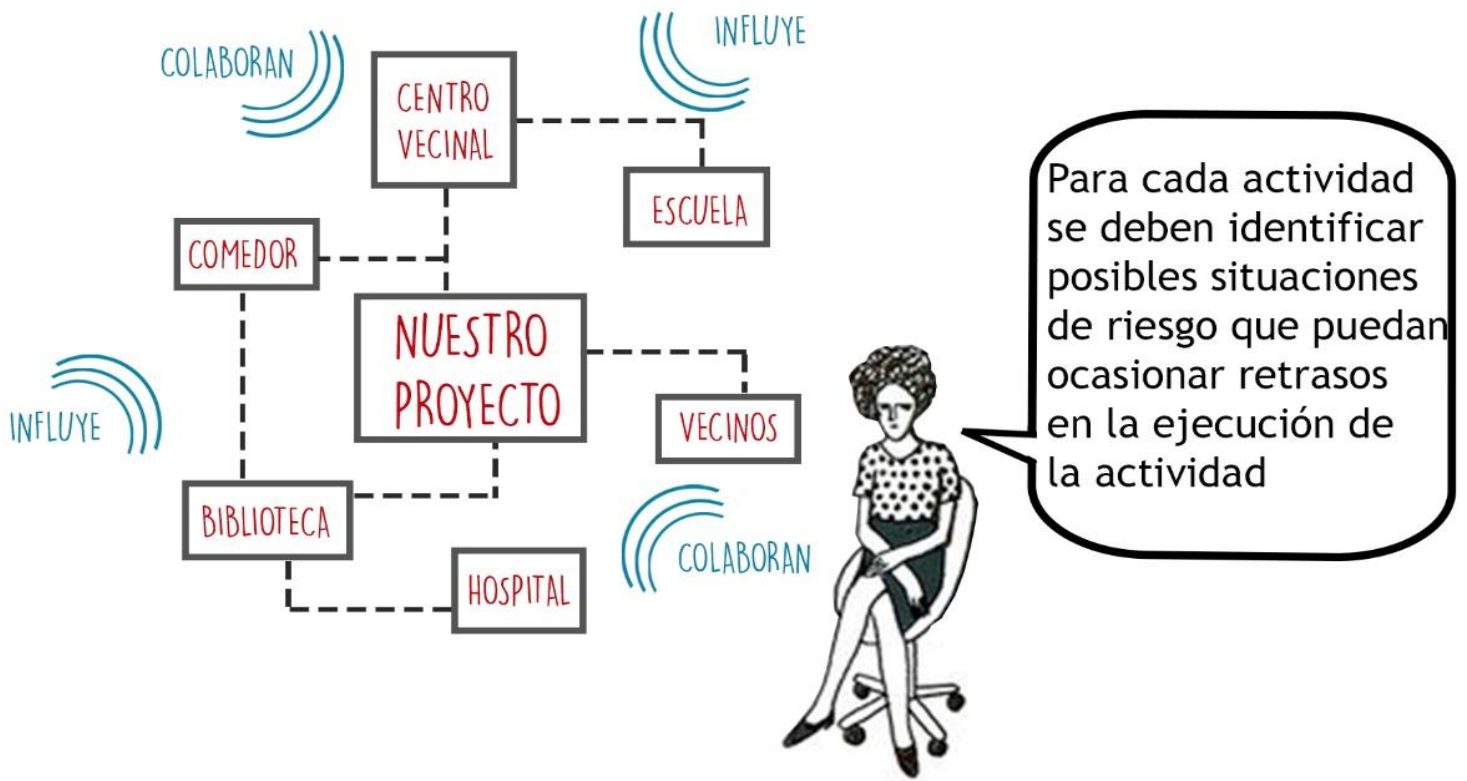 COLABORAN
INFLUYE
CENTRO
VECINAL
ESCUELA
COMEDOR
NUESTRO
PROYECTO
INFLUYE
VECINOS
BIBLIOTECA
COLABORAN
HOSPITAL
Para cada actividad
se deben identificar
posibles situaciones
de riesgo que puedan
ocasionar retrasos
en la ejecución de
la actividad